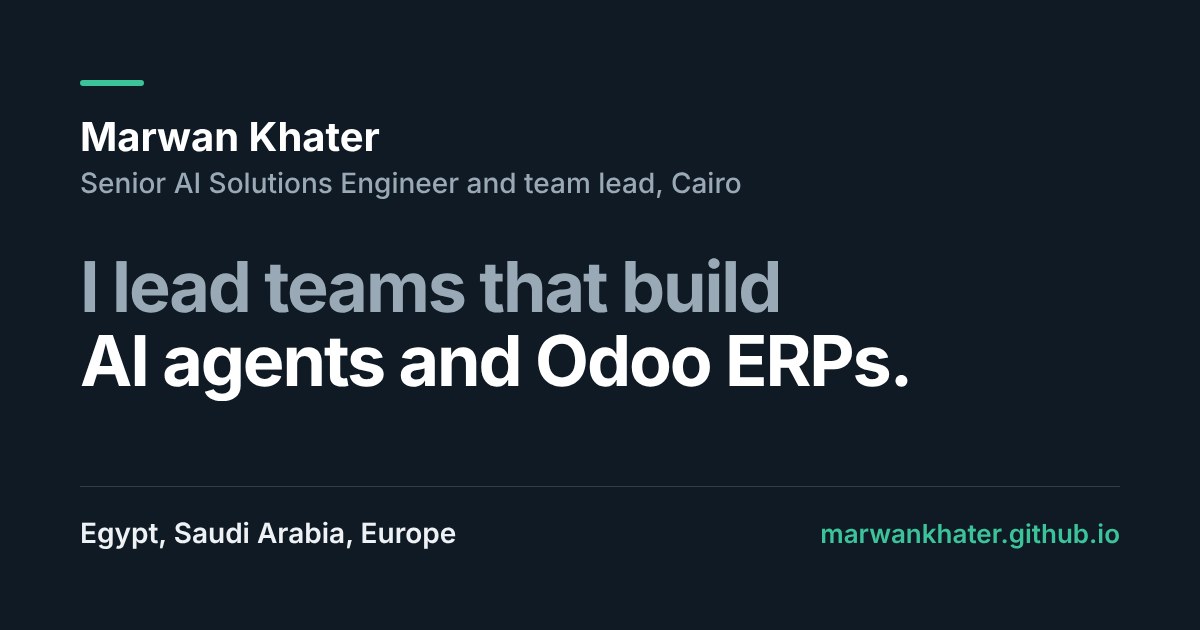 Marwan Khater
Senior AI Solutions Engineer and team lead, Cairo
I lead teams that build
AI agents and Odoo ERPs.
Egypt, Saudi Arabia, Europe
marwankhater.github.io